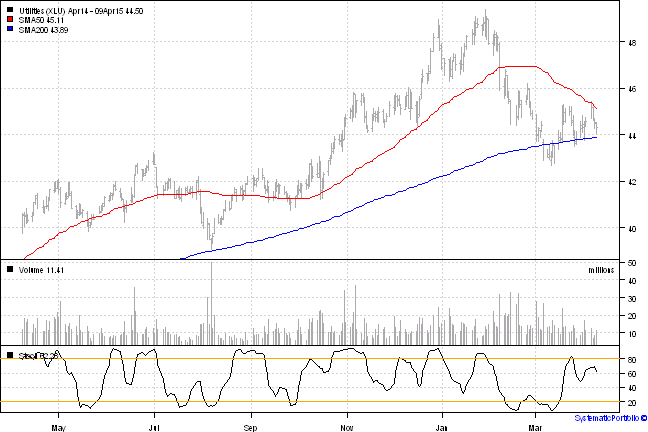 Utilities (XLU) Apr14 - 09Apr15 44.50
SMA50 45.11
SMA200 43.89
48
46
44
42
40
Volume 11.41
millions
50
40
30
20
10
80
60
40
20
May
Jul
Sep
Nov
Jan
Mar
SystematicPortfolio ©